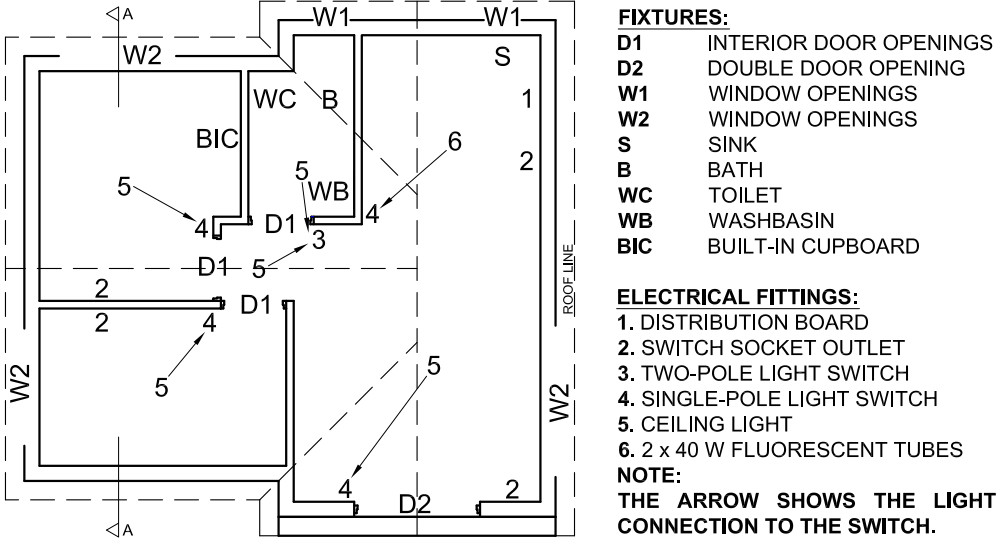 A
W1
W1
W2
S
WC
B
1
BIC
6
2
5
5
WB
4
4
D1
3
D1
5
ROOF LINE
2
D1
2
4
W2
5
5
W2
4
D2
2
A
FIXTURES:
D1 INTERIOR DOOR OPENINGS
D2 DOUBLE DOOR OPENING
W1 WINDOW OPENINGS
W2 WINDOW OPENINGS
S SINK
B BATH
WC TOILET
WB WASHBASIN
BIC BUILT-IN CUPBOARD
ELECTRICAL FITTINGS:
1. DISTRIBUTION BOARD
2. SWITCH SOCKET OUTLET
3. TWO-POLE LIGHT SWITCH
4. SINGLE-POLE LIGHT SWITCH
5. CEILING LIGHT
6. 2 x 40 W FLUORESCENT TUBES
NOTE:
THE ARROW SHOWS THE LIGHT
CONNECTION TO THE SWITCH.